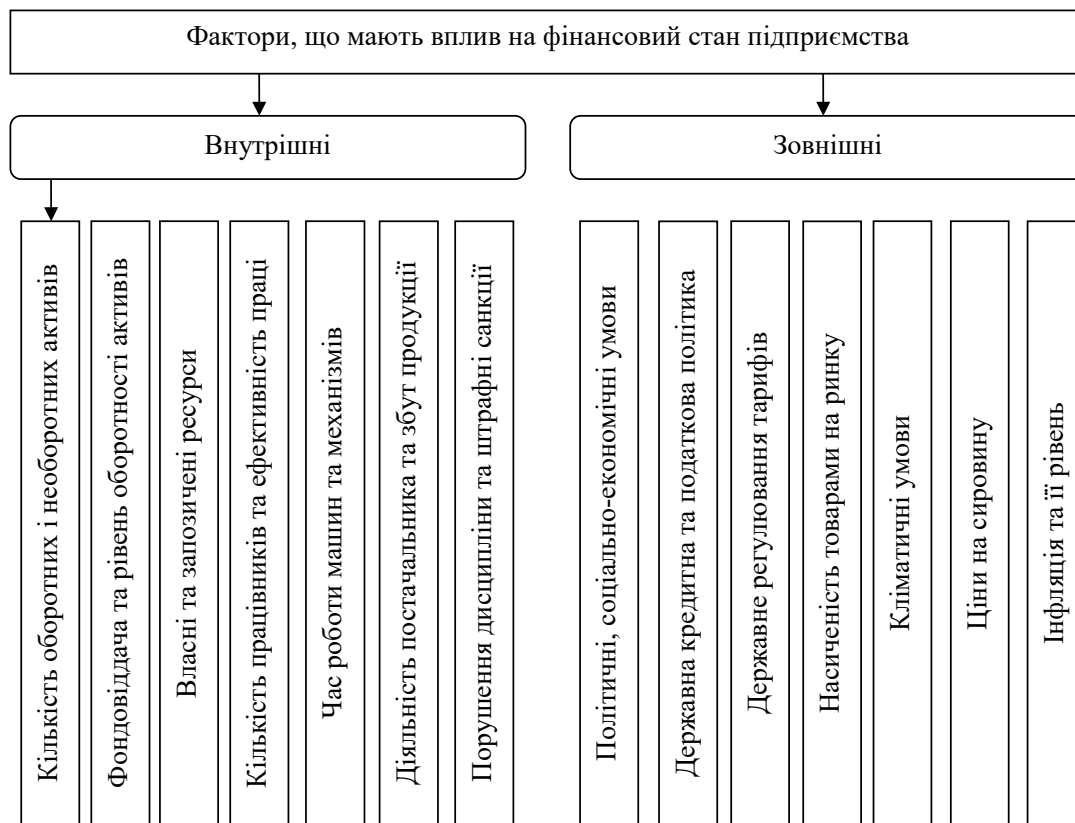 Фактори, що мають вплив на фінансовий стан підприємства
Внутрішні
Зовнішні
Кількість оборотних і необоротних активів
Фондовіддача та рівень оборотності активів
Власні та запозичені ресурси
Кількість працівників та ефективність праці
Час роботи машин та механізмів
Діяльність постачальника та збут продукції
Порушення дисципліни та штрафні санкції
Політичні, соціально-економічні умови
Державна кредитна та податкова політика
Державне регулювання тарифів
Насиченість товарами на ринку
Кліматичні умови
Ціни на сировину
Інфляція та її рівень